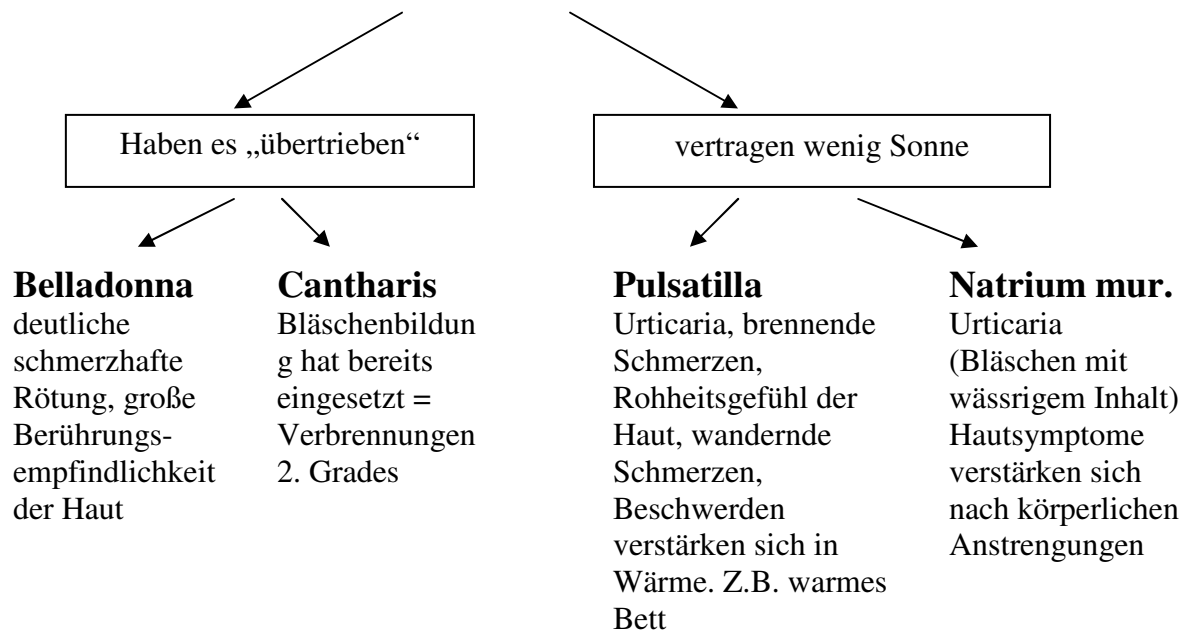 Haben es „übertrieben“
vertragen wenig Sonne
Belladonna
deutliche
schmerzhafte
Rötung, große
Berührungs-
empfindlichkeit
der Haut
Cantharis
Bläschenbildun
g hat bereits
eingesetzt =
Verbrennungen
2. Grades
Pulsatilla
Urticaria, brennende
Schmerzen,
Rohheitsgefühl der
Haut, wandernde
Schmerzen,
Beschwerden
verstärken sich in
Wärme. Z.B. warmes
Bett
Natrium mur.
Urticaria
(Bläschen mit
wässrigem Inhalt)
Hautsymptome
verstärken sich
nach körperlichen
Anstrengungen